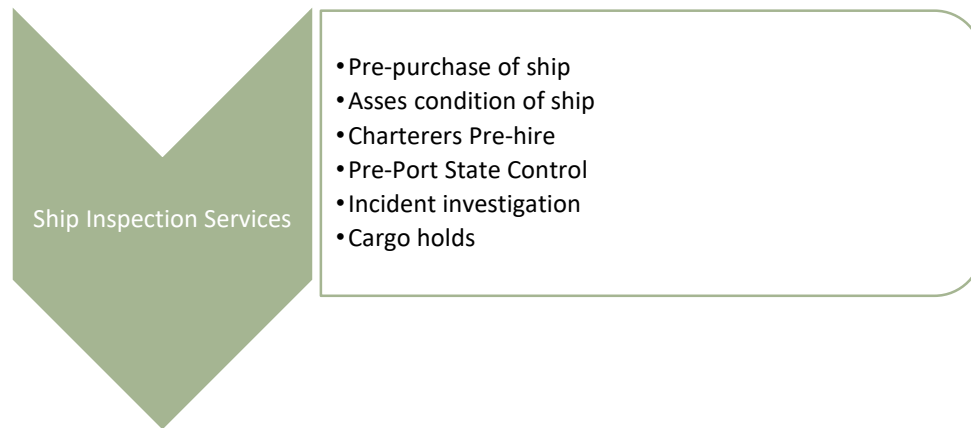 Ship Inspection Services
•Pre-purchase of ship
•Asses condition of ship
•Charterers Pre-hire
•Pre-Port State Control
•Incident investigation
•Cargo holds